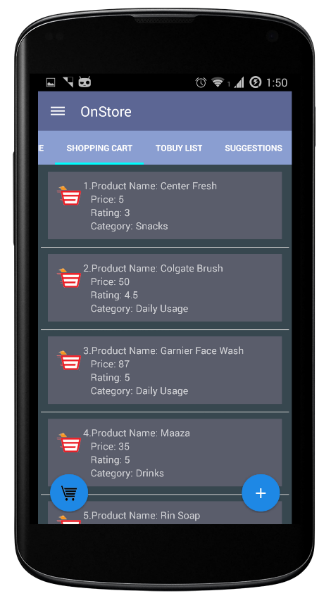 1:50
OnStore
E SHOPPING CART TOBUY LIST SUGGESTIONS
1.Product Name: Center Fresh
Price: 5
Rating: 3
Category: Snacks
2.Product Name: Colgate Brush
Price: 50
Rating: 4.5
Category: Daily Usage
3.Product Name: Garnier Face Wash
Price: 87
Rating: 5
Category: Daily Usage
4.Product Name: Maaza
Price: 35
Rating: 5
Category: Drinks
5.Product Name: Rin Soap